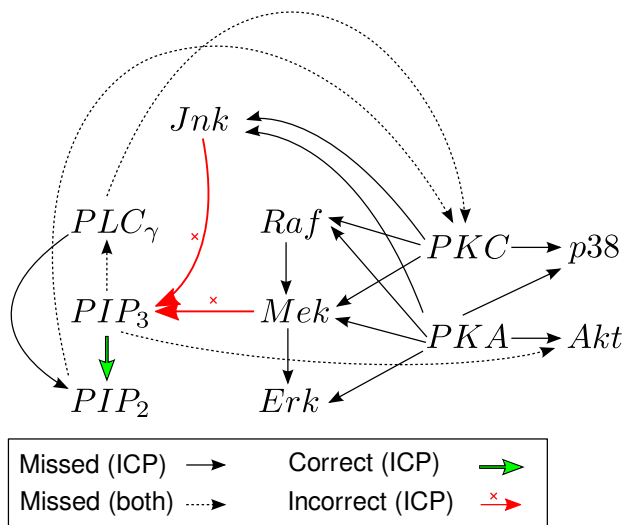 Jnk
PLCγ Raf PKC p38
PIP3 Mek PKA Akt
PIP2 Erk
Missed (ICP) Correct (ICP)
Missed (both) Incorrect (ICP)